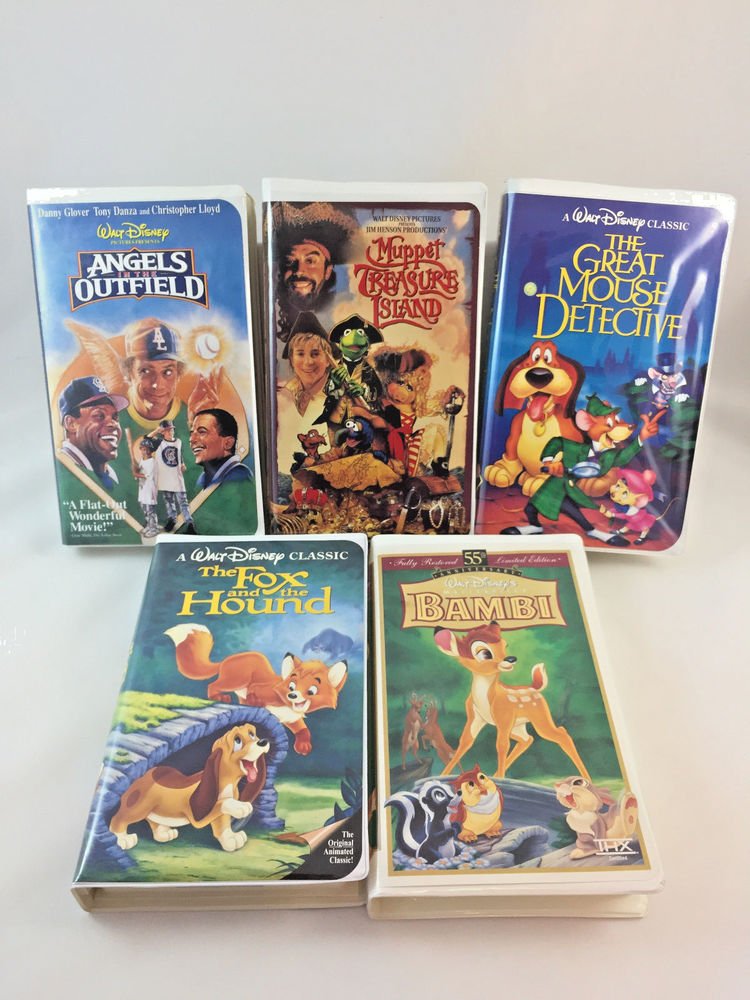 Danny Glover Tony Danza and Christopher Lloyd
Walt Disney
PICTURES PRESENTS
ANGELS
IN THE
OUTFIELD
"A Flat-Out
Wonderful
Movie!"
WALT DISNEY PICTURES
PRESENTS
JIM HENSON PRODUCTIONS'
Muppet
TREASURE
ISLAND
A Walt Disney CLASSIC
THE
GREAT
MOUSE
DETECTIVE
A Walt Disney CLASSIC
The Fox
and the
Hound
The
Original
Animated
Classic!
Fully Restored 55TH Limited Edition
ANNIVERSARY
Walt Disney's
MASTERPIECE
BAMBI
THX